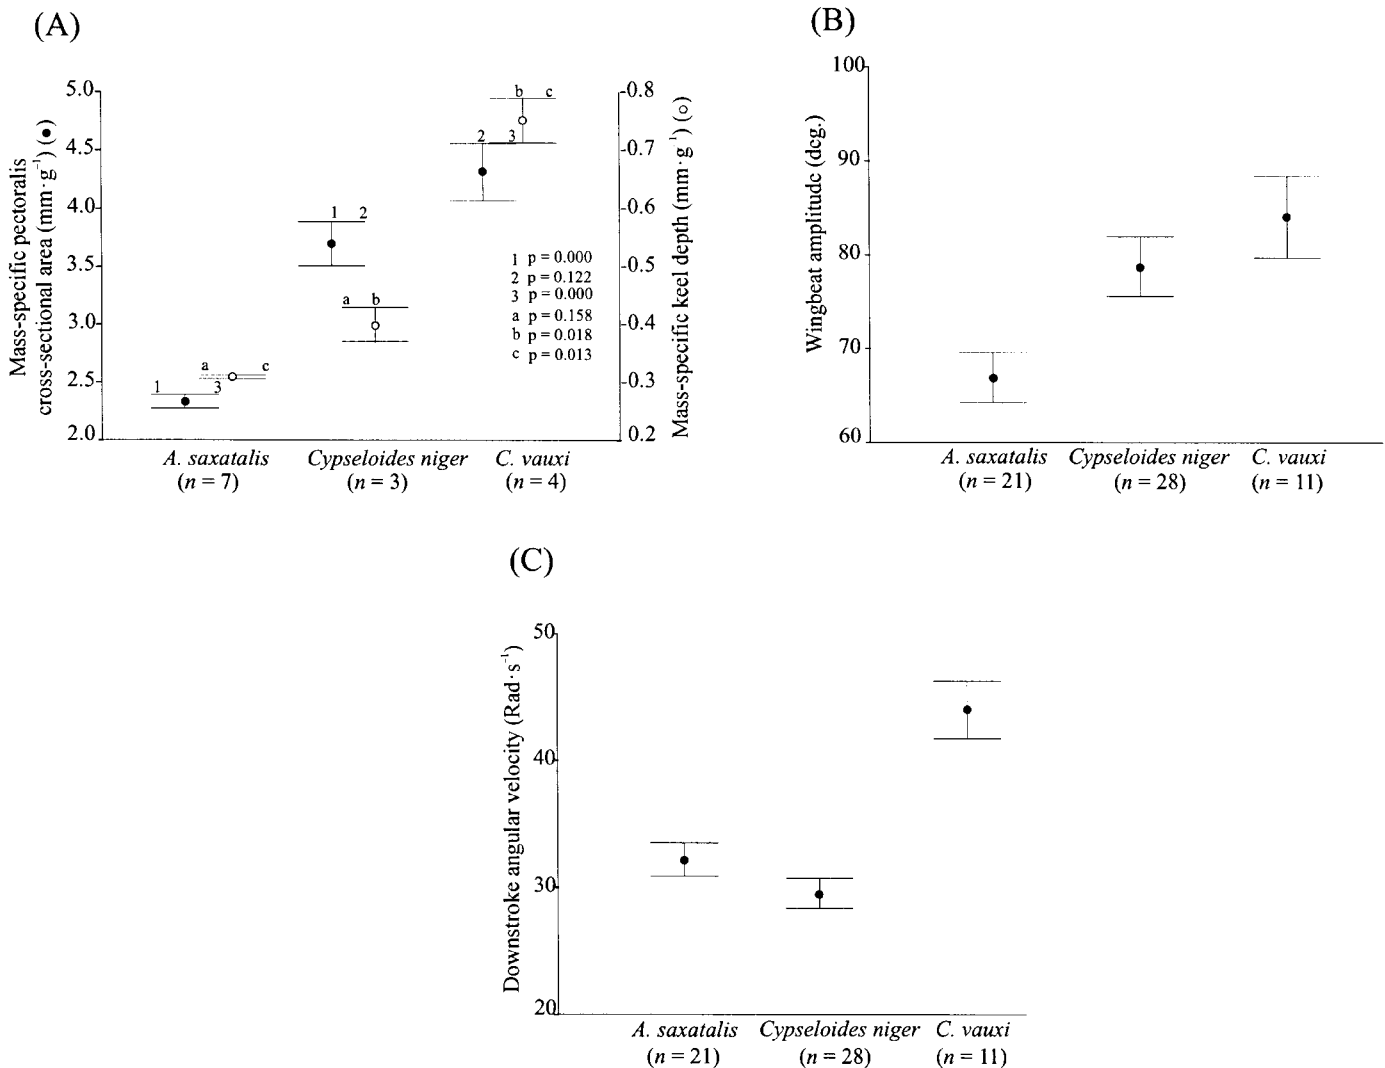 (A)
Mass-specific pectoralis
cross-sectional area (mm·g⁻¹) (●)
5.0
4.5
4.0
3.5
3.0
2.5
2.0
1 3
a c
1 2
a b
2 3
b c
1 p = 0.000
2 p = 0.122
3 p = 0.000
a p = 0.158
b p = 0.018
c p = 0.013
0.8
0.7
0.6
0.5
0.4
0.3
0.2
Mass-specific keel depth (mm·g⁻¹) (○)
A. saxatalis Cypseloides niger C. vauxi
(n = 7) (n = 3) (n = 4)
(B)
Wingbeat amplitude (deg.)
100
90
80
70
60
A. saxatalis Cypseloides niger C. vauxi
(n = 21) (n = 28) (n = 11)
(C)
Downstroke angular velocity (Rad·s⁻¹)
50
40
30
20
A. saxatalis Cypseloides niger C. vauxi
(n = 21) (n = 28) (n = 11)